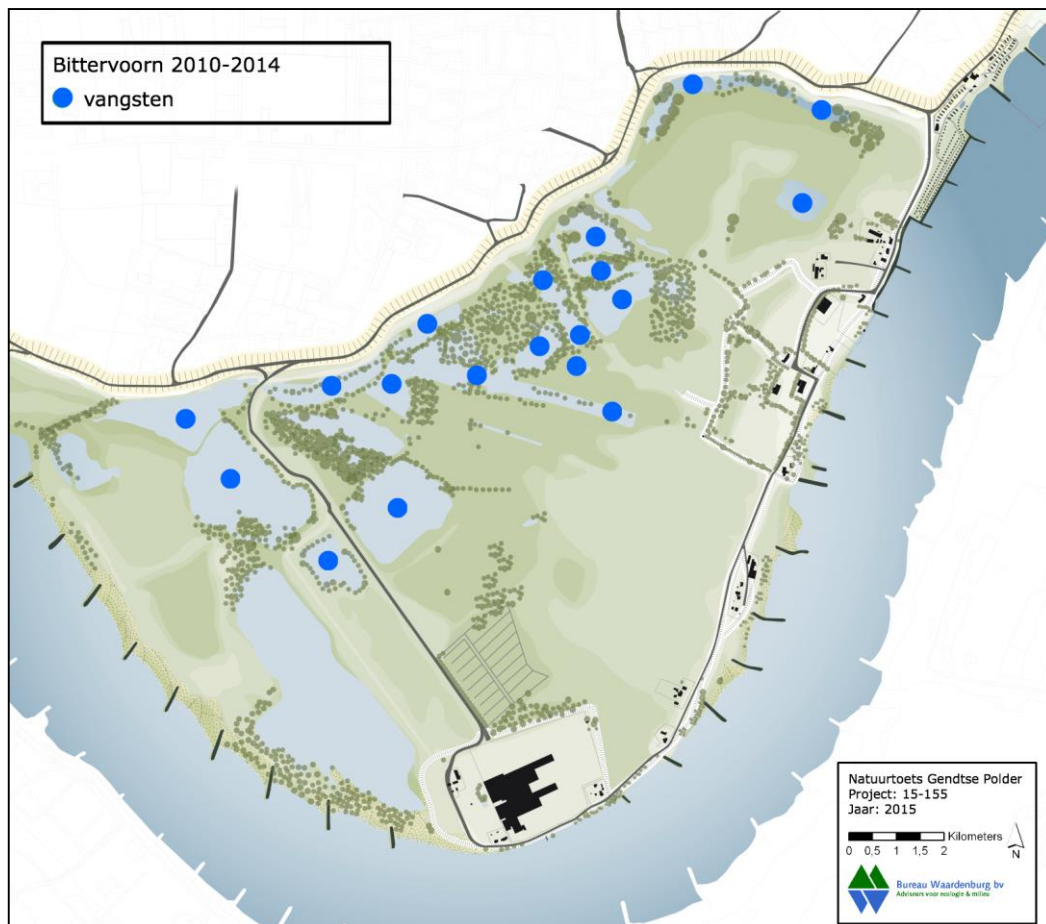 Bittervoorn 2010-2014
vangsten
Natuurtoets Gendtse Polder
Project: 15-155
Jaar: 2015
Kilometers
0 0,5 1 1,5 2
N
Bureau Waardenburg bv
Adviseurs voor ecologie & milieu